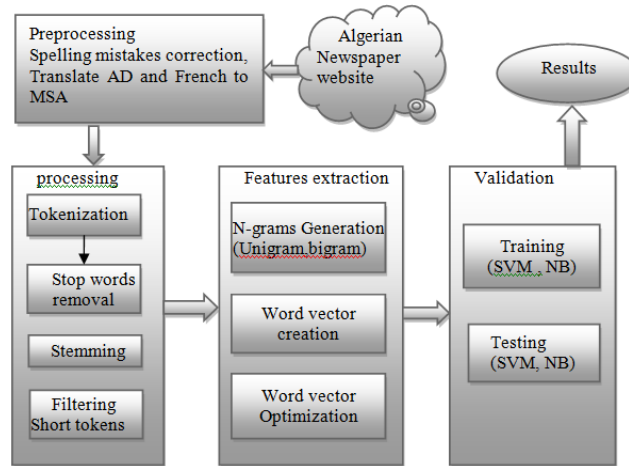 Preprocessing
Spelling mistakes correction,
Translate AD and French to
MSA
Algerian
Newspaper
website
Results
processing
Tokenization
Stop words
removal
Stemming
Filtering
Short tokens
Features extraction
N-grams Generation
(Unigram,bigram)
Word vector
creation
Word vector
Optimization
Validation
Training
(SVM , NB)
Testing
(SVM, NB)